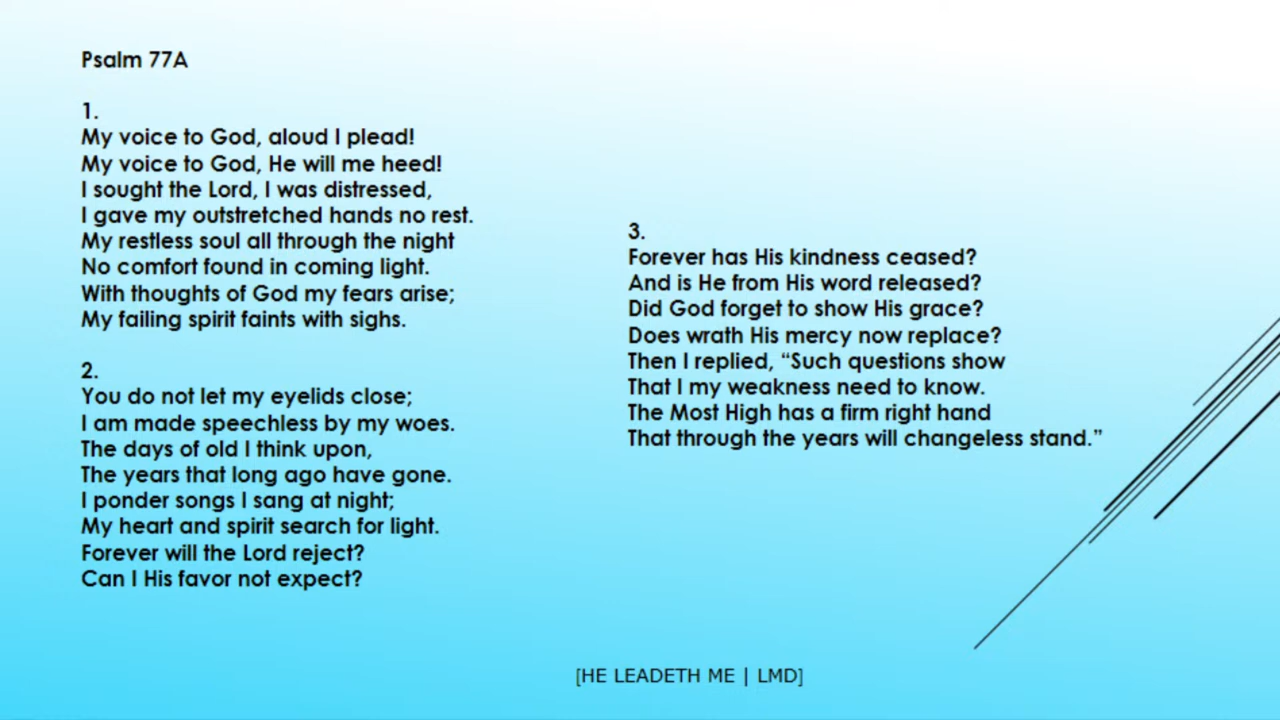 Psalm 77A
1.
My voice to God, aloud I plead!
My voice to God, He will me heed!
I sought the Lord, I was distressed,
I gave my outstretched hands no rest.
My restless soul all through the night
No comfort found in coming light.
With thoughts of God my fears arise;
My failing spirit faints with sighs.
2.
You do not let my eyelids close;
I am made speechless by my woes.
The days of old I think upon,
The years that long ago have gone.
I ponder songs I sang at night;
My heart and spirit search for light.
Forever will the Lord reject?
Can I His favor not expect?
3.
Forever has His kindness ceased?
And is He from His word released?
Did God forget to show His grace?
Does wrath His mercy now replace?
Then I replied, “Such questions show
That I my weakness need to know.
The Most High has a firm right hand
That through the years will changeless stand.”
[HE LEADETH ME | LMD]